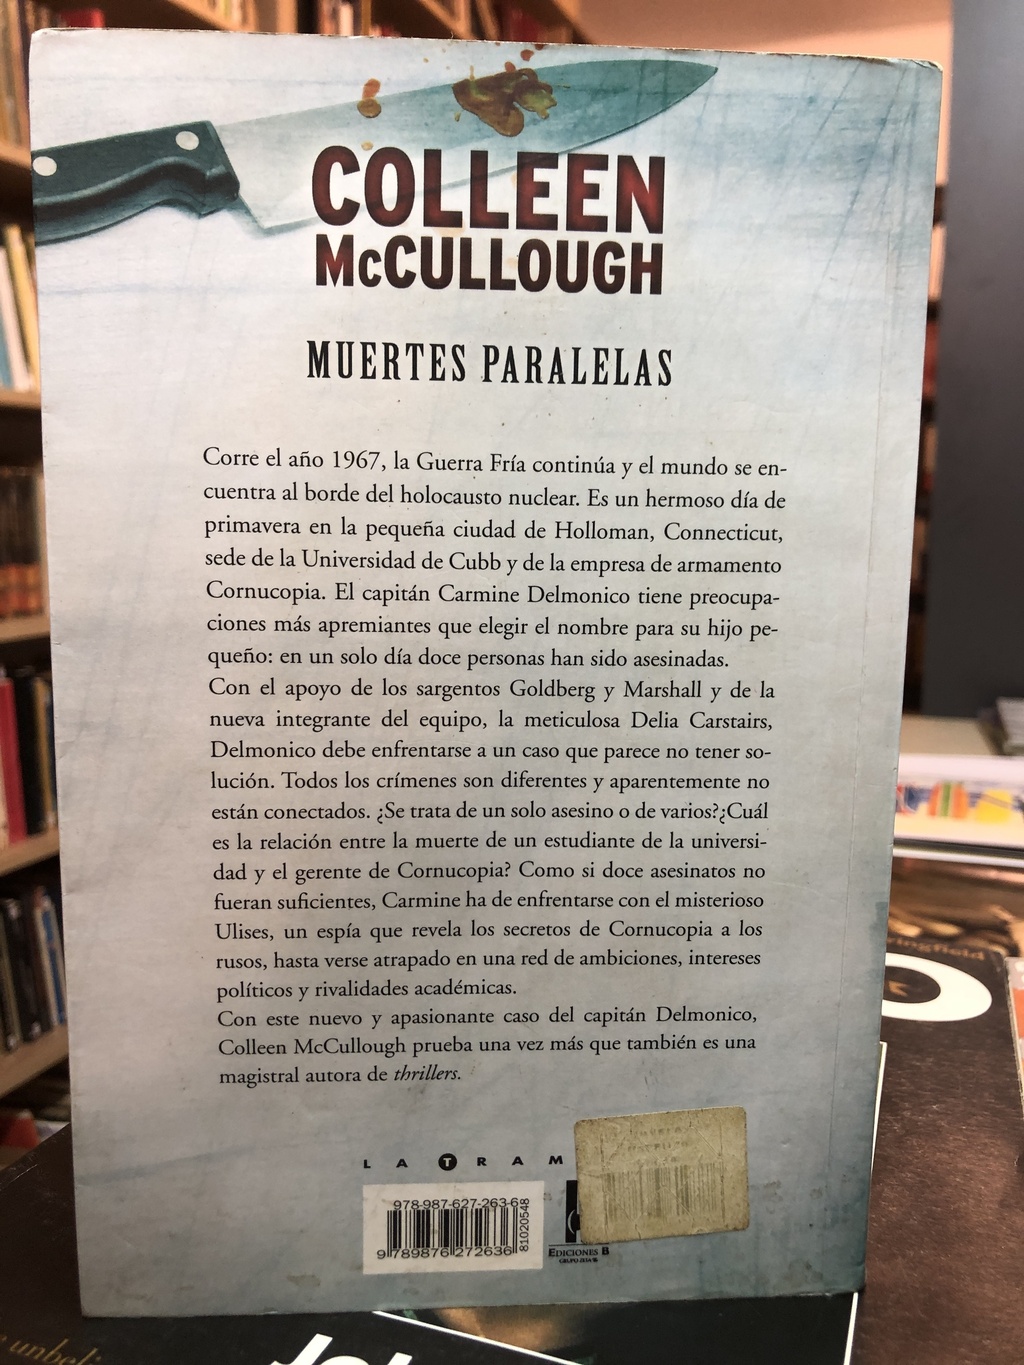 COLLEEN
McCULLOUGH
MUERTES PARALELAS
Corre el año 1967, la Guerra Fría continúa y el mundo se en-
cuentra al borde del holocausto nuclear. Es un hermoso día de
primavera en la pequeña ciudad de Holloman, Connecticut,
sede de la Universidad de Cubb y de la empresa de armamento
Cornucopia. El capitán Carmine Delmonico tiene preocupa-
ciones más apremiantes que elegir el nombre para su hijo pe-
queño: en un solo día doce personas han sido asesinadas.
Con el apoyo de los sargentos Goldberg y Marshall y de la
nueva integrante del equipo, la meticulosa Delia Carstairs,
Delmonico debe enfrentarse a un caso que parece no tener so-
lución. Todos los crímenes son diferentes y aparentemente no
están conectados. ¿Se trata de un solo asesino o de varios?¿Cuál
es la relación entre la muerte de un estudiante de la universi-
dad y el gerente de Cornucopia? Como si doce asesinatos no
fueran suficientes, Carmine ha de enfrentarse con el misterioso
Ulises, un espía que revela los secretos de Cornucopia a los
rusos, hasta verse atrapado en una red de ambiciones, intereses
políticos y rivalidades académicas.
Con este nuevo y apasionante caso del capitán Delmonico,
Colleen McCullough prueba una vez más que también es una
magistral autora de thrillers.
LA TRAM
978-987-627-263-6
81020548
9 789876 272636
EDICIONES B
GRUPO ZETA